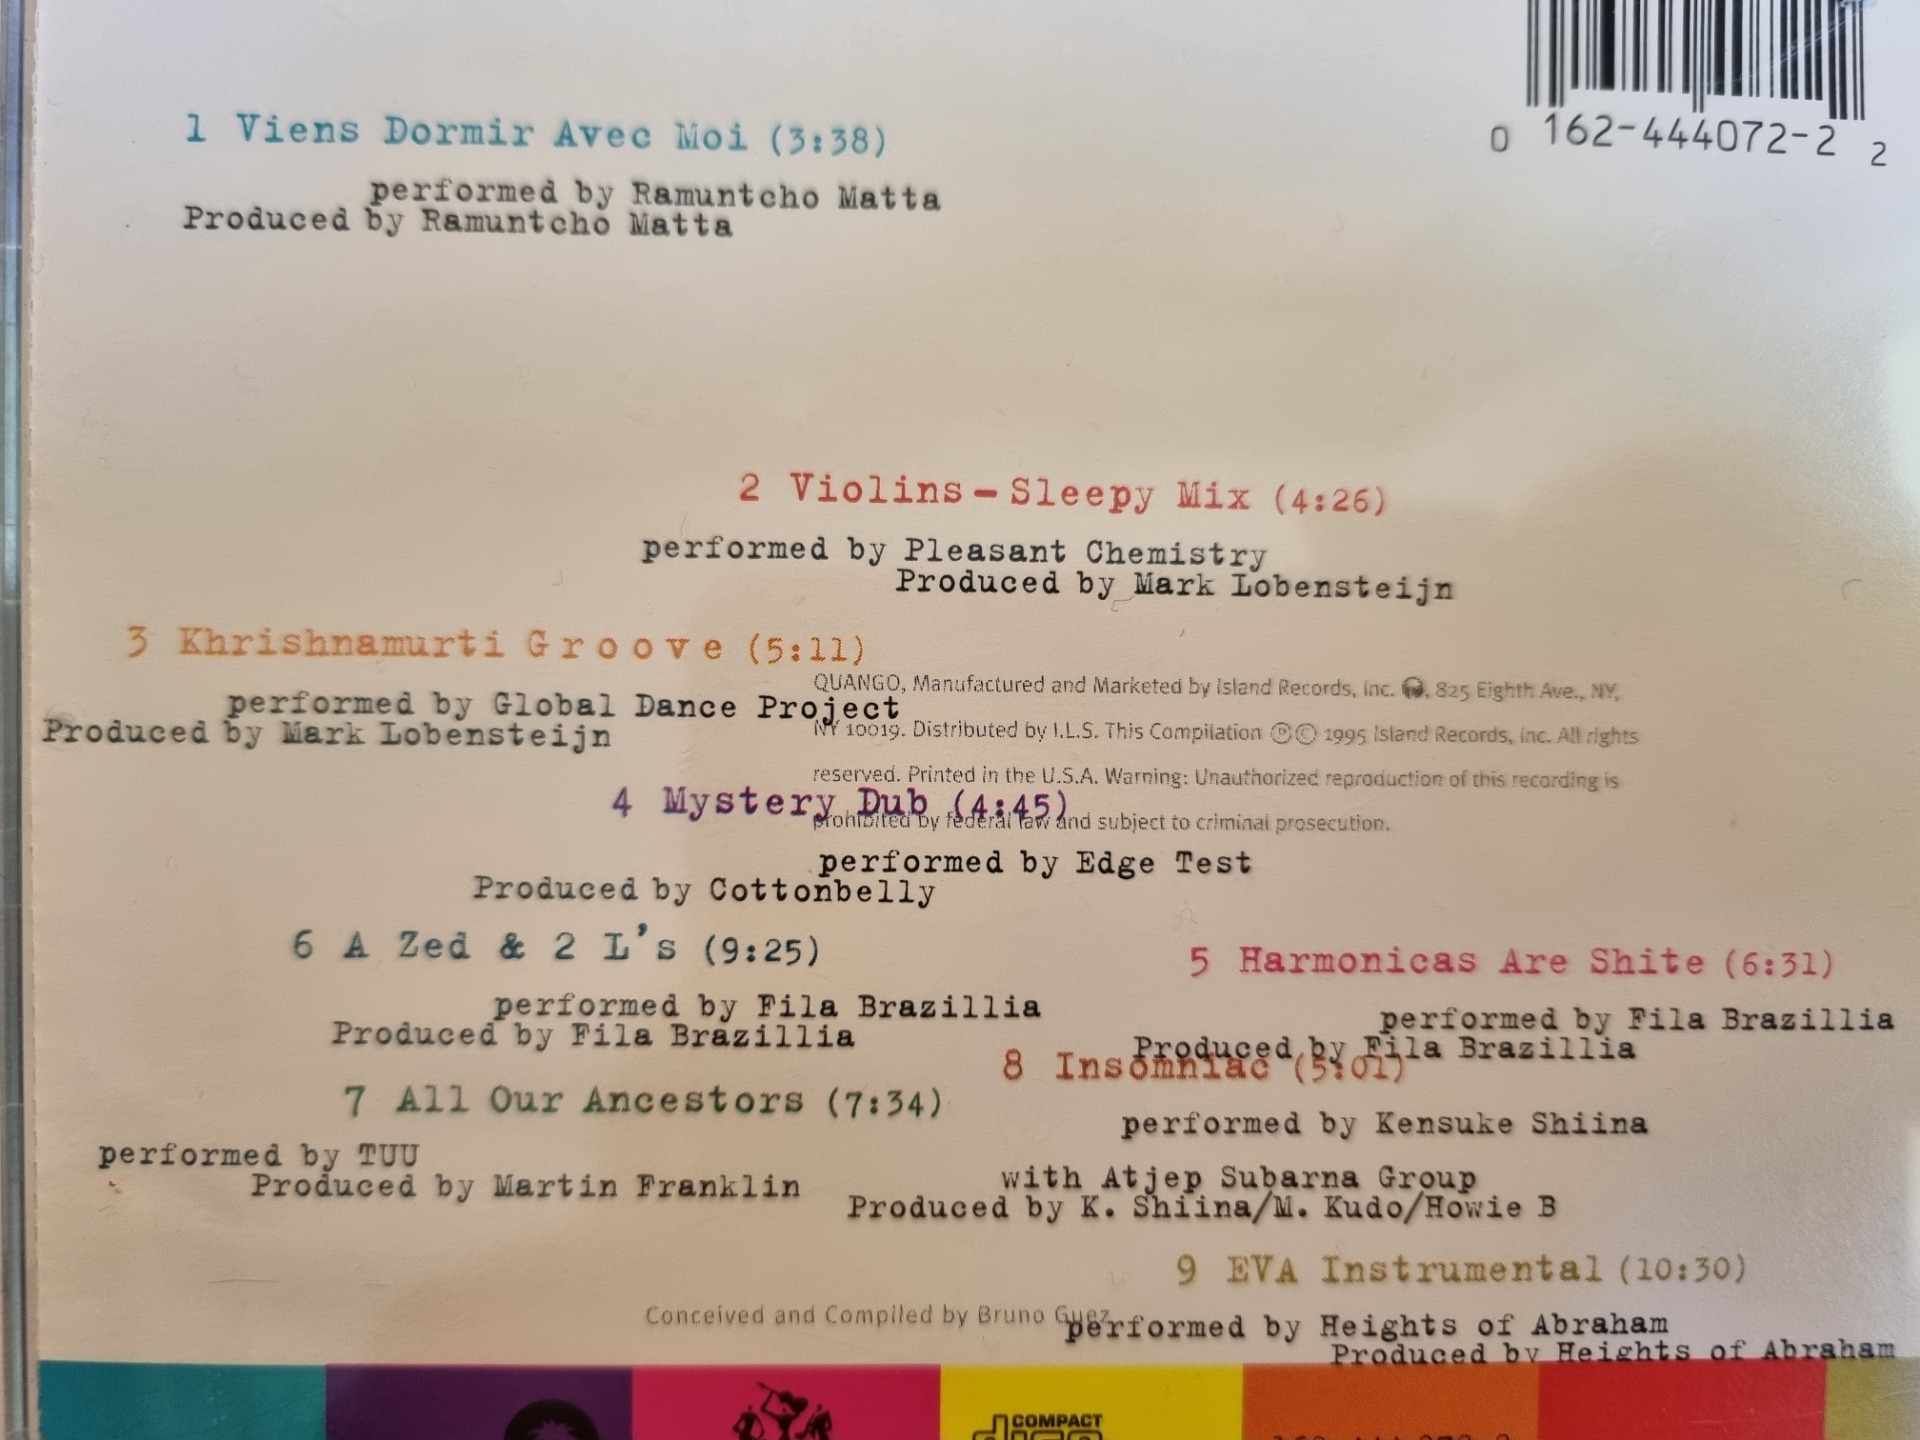 0 162-444072-2 2
1 Viens Dormir Avec Moi (3:38)
performed by Ramuntcho Matta
Produced by Ramuntcho Matta
2 Violins - Sleepy Mix (4:26)
performed by Pleasant Chemistry
Produced by Mark Lobensteijn
3 Khrishnamurti Groove (5:11)
performed by Global Dance Project
Produced by Mark Lobensteijn
QUANGO, Manufactured and Marketed by Island Records, Inc. , 825 Eighth Ave., NY,
NY 10019. Distributed by I.L.S. This Compilation ℗© 1995 Island Records, Inc. All rights
reserved. Printed in the U.S.A. Warning: Unauthorized reproduction of this recording is
prohibited by federal law and subject to criminal prosecution.
4 Mystery Dub (4:45)
performed by Edge Test
Produced by Cottonbelly
5 Harmonicas Are Shite (6:31)
performed by Fila Brazillia
Produced by Fila Brazillia
6 A Zed & 2 L's (9:25)
performed by Fila Brazillia
Produced by Fila Brazillia
7 All Our Ancestors (7:34)
performed by TUU
Produced by Martin Franklin
8 Insomniac (5:01)
performed by Kensuke Shiina
with Atjep Subarna Group
Produced by K. Shiina/M. Kudo/Howie B
9 EVA Instrumental (10:30)
performed by Heights of Abraham
Produced by Heights of Abraham
Conceived and Compiled by Bruno Guez
COMPACT
disc